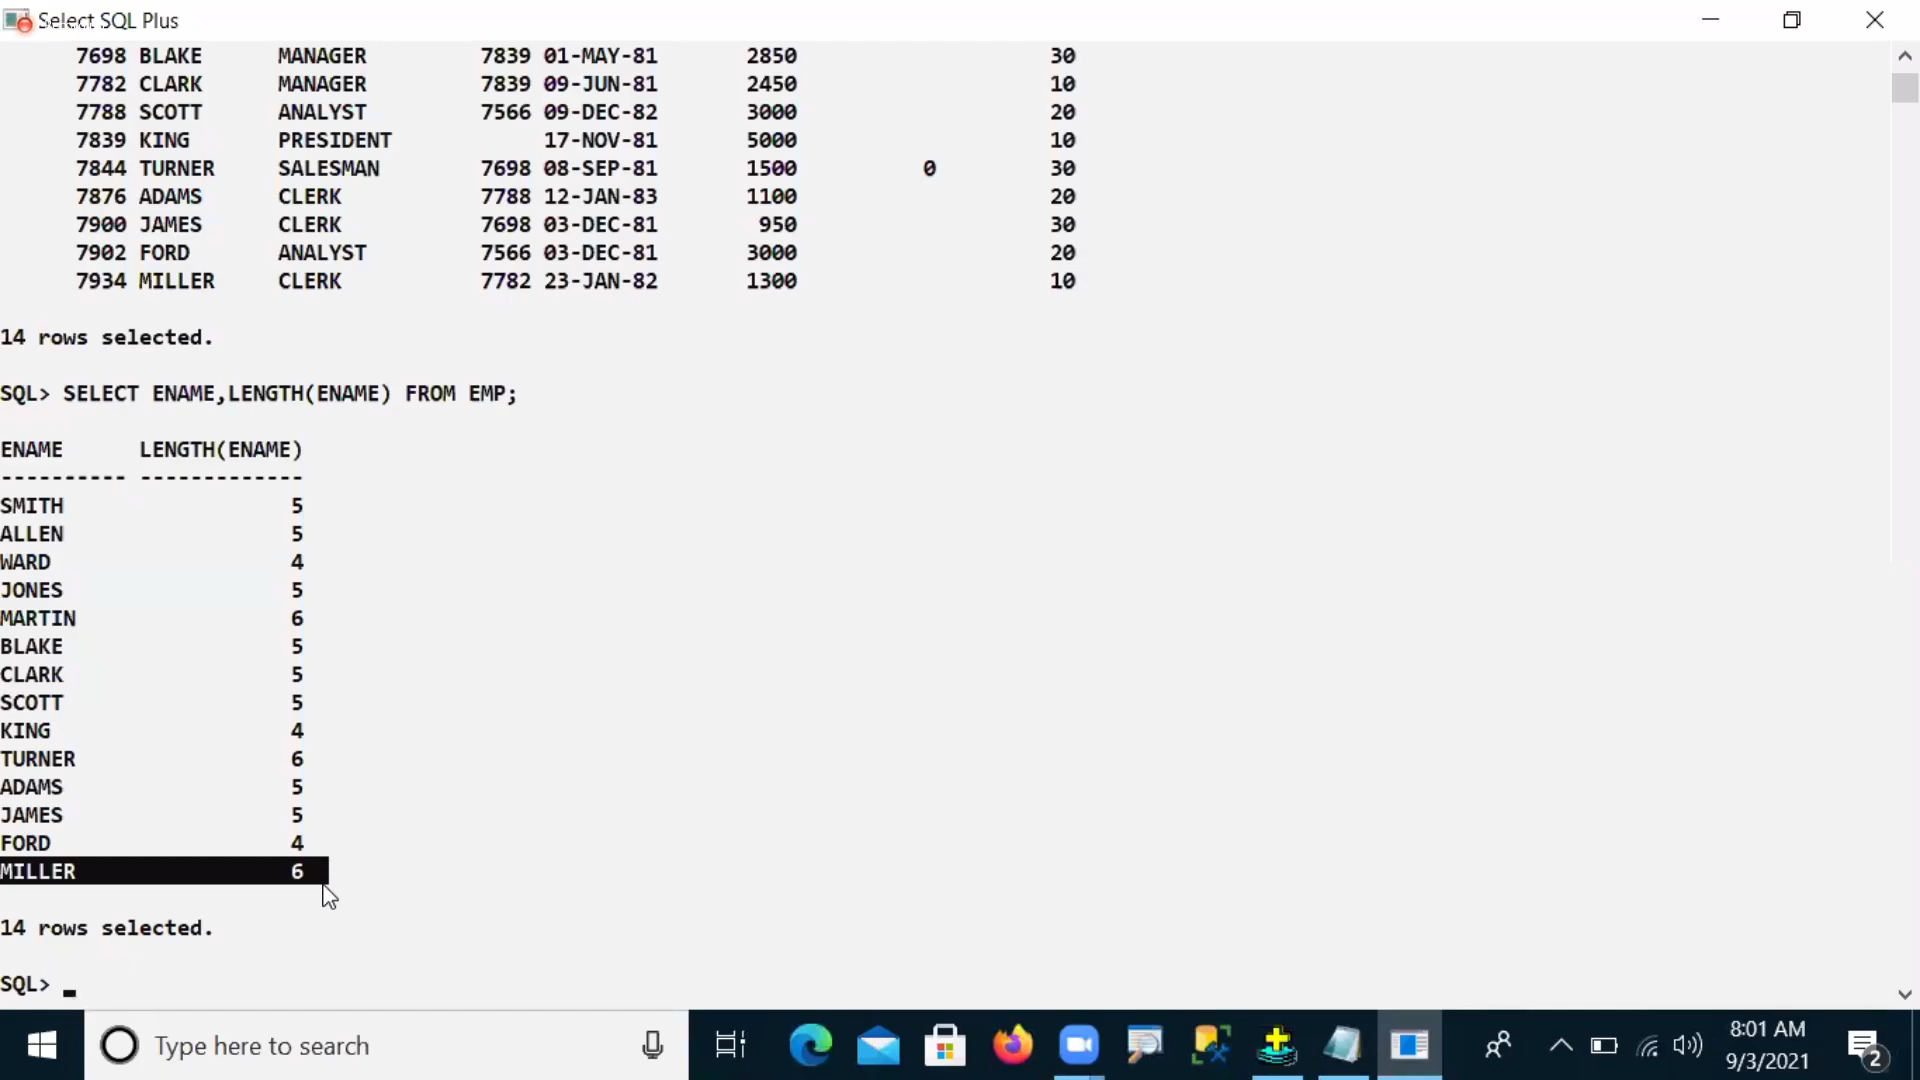 Select SQL Plus
7698 BLAKE MANAGER 7839 01-MAY-81 2850 30
7782 CLARK MANAGER 7839 09-JUN-81 2450 10
7788 SCOTT ANALYST 7566 09-DEC-82 3000 20
7839 KING PRESIDENT 17-NOV-81 5000 10
7844 TURNER SALESMAN 7698 08-SEP-81 1500 0 30
7876 ADAMS CLERK 7788 12-JAN-83 1100 20
7900 JAMES CLERK 7698 03-DEC-81 950 30
7902 FORD ANALYST 7566 03-DEC-81 3000 20
7934 MILLER CLERK 7782 23-JAN-82 1300 10
14 rows selected.
SQL> SELECT ENAME,LENGTH(ENAME) FROM EMP;
ENAME LENGTH(ENAME)
---------- -------------
SMITH 5
ALLEN 5
WARD 4
JONES 5
MARTIN 6
BLAKE 5
CLARK 5
SCOTT 5
KING 4
TURNER 6
ADAMS 5
JAMES 5
FORD 4
MILLER 6
14 rows selected.
SQL> _
Type here to search
8:01 AM
9/3/2021
2